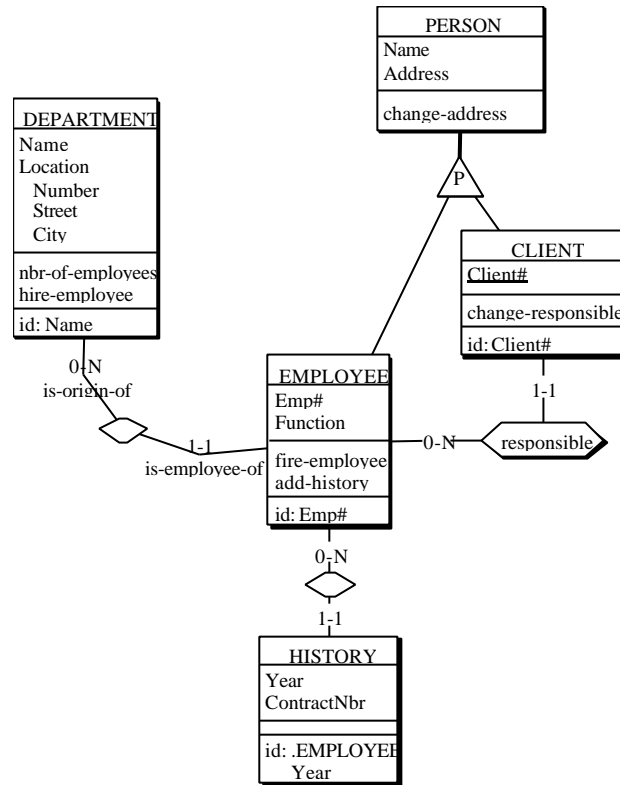 PERSON
Name
Address
change-address
P
DEPARTMENT
Name
Location
Number
Street
City
nbr-of-employees
hire-employee
id: Name
CLIENT
Client#
change-responsible
id: Client#
0-N
is-origin-of
1-1
is-employee-of
EMPLOYEE
Emp#
Function
fire-employee
add-history
id: Emp#
0-N
responsible
1-1
0-N
1-1
HISTORY
Year
ContractNbr
id: .EMPLOYEE
Year